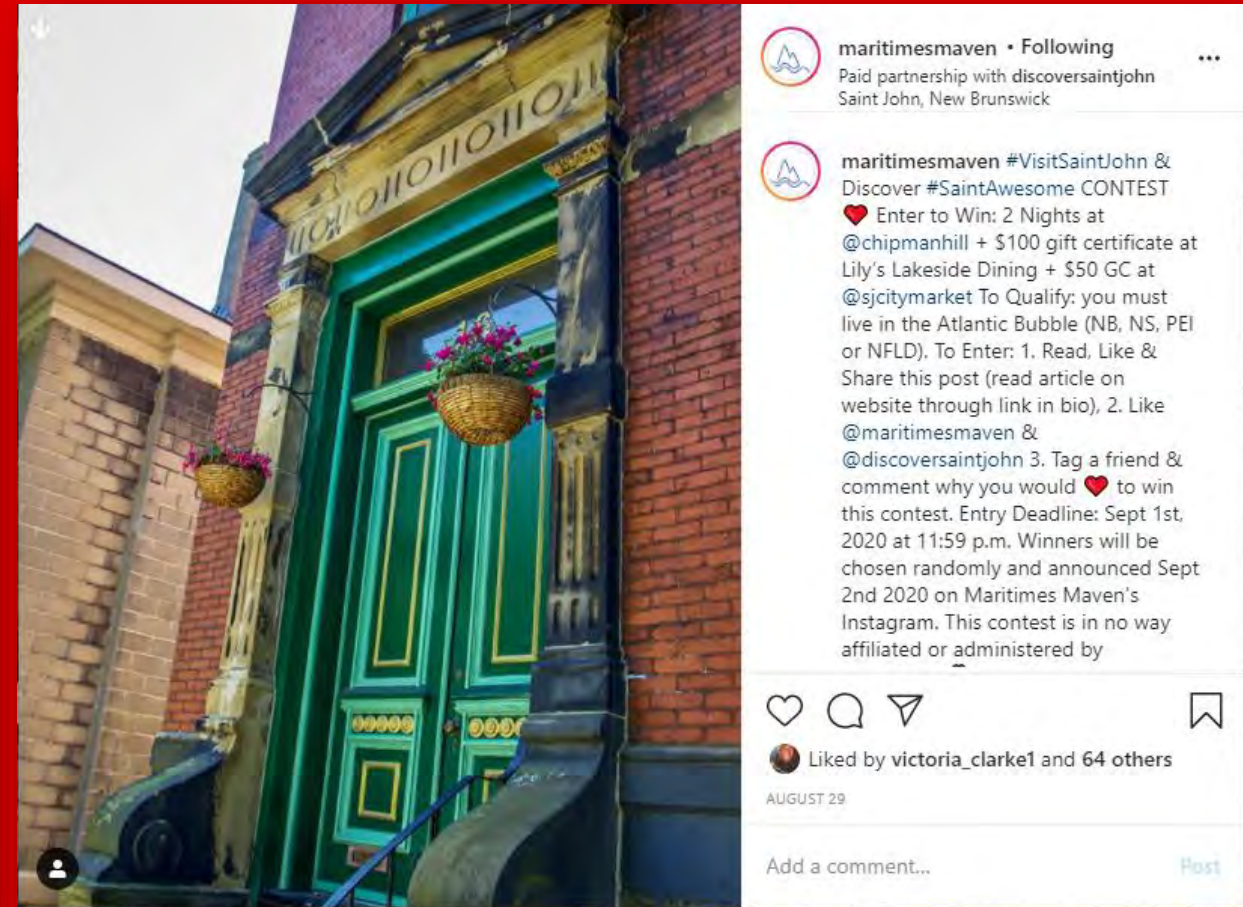 maritimesmaven • Following
Paid partnership with discoversaintjohn
Saint John, New Brunswick
maritimesmaven #VisitSaintJohn &
Discover #SaintAwesome CONTEST
❤ Enter to Win: 2 Nights at
@chipmanhill + $100 gift certificate at
Lily's Lakeside Dining + $50 GC at
@sjcitymarket To Qualify: you must
live in the Atlantic Bubble (NB, NS, PEI
or NFLD). To Enter: 1. Read, Like &
Share this post (read article on
website through link in bio), 2. Like
@maritimesmaven &
@discoversaintjohn 3. Tag a friend &
comment why you would ❤ to win
this contest. Entry Deadline: Sept 1st,
2020 at 11:59 p.m. Winners will be
chosen randomly and announced Sept
2nd 2020 on Maritimes Maven's
Instagram. This contest is in no way
affiliated or administered by
Liked by victoria_clarke1 and 64 others
AUGUST 29
Add a comment...
Post